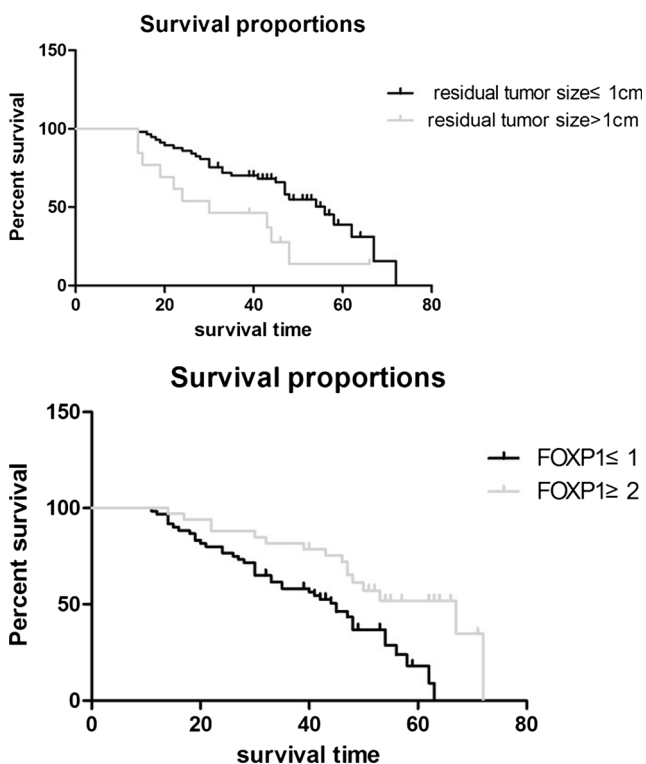 Survival proportions
150
100
50
0
Percent survival
residual tumor size≤ 1cm
residual tumor size>1cm
0 20 40 60 80
survival time
Survival proportions
150
100
50
0
Percent survival
FOXP1≤ 1
FOXP1≥ 2
0 20 40 60 80
survival time